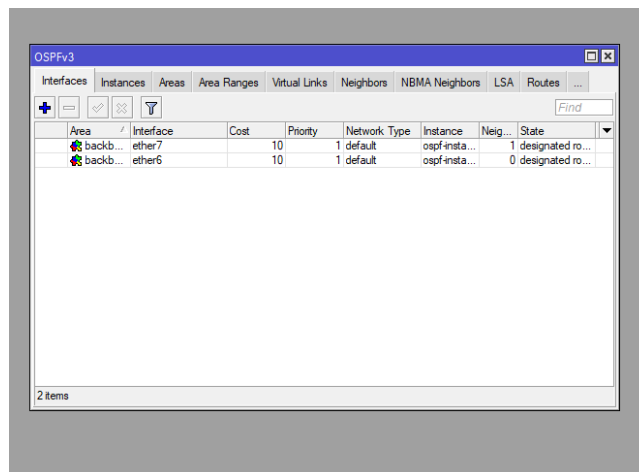 OSPFv3
Interfaces Instances Areas Area Ranges Virtual Links Neighbors NBMA Neighbors LSA Routes ...
Find
Area / Interface Cost Priority Network Type Instance Neig... State
backb... ether7 10 1 default ospf-insta... 1 designated ro...
backb... ether6 10 1 default ospf-insta... 0 designated ro...
2 items